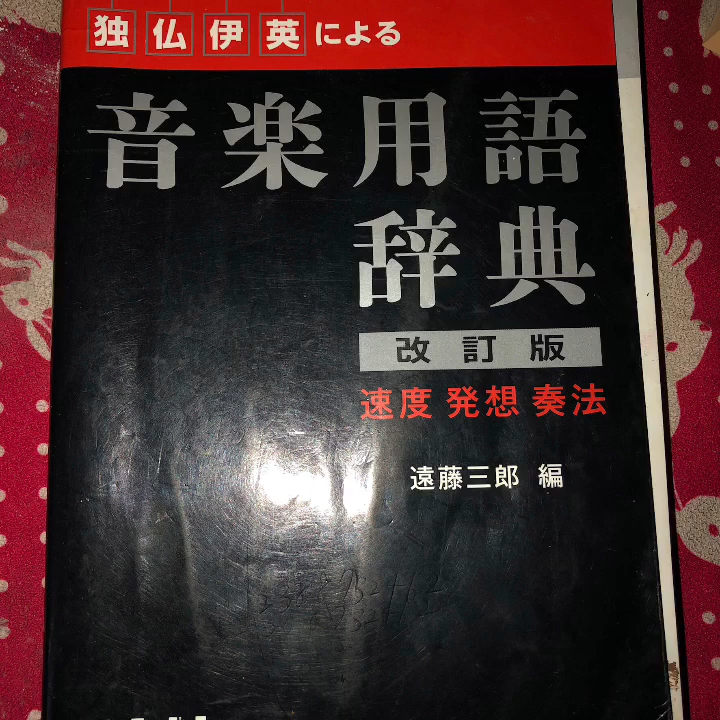 独仏伊英による
音楽用語
辞典
改訂版
速度 発想 奏法
遠藤三郎 編